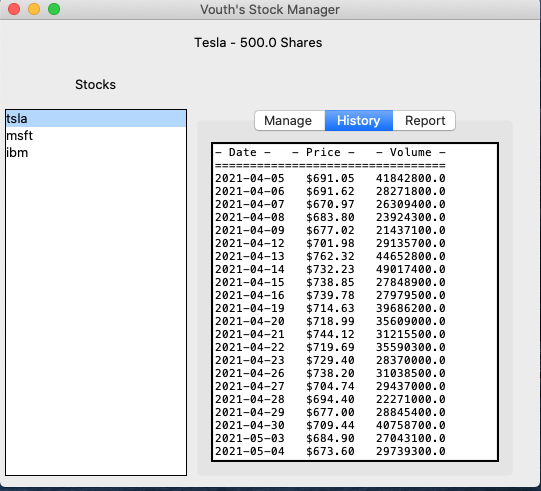 Vouth's Stock Manager
Tesla - 500.0 Shares
Stocks
tsla
msft
ibm
Manage History Report
- Date - - Price - - Volume -
=================================
2021-04-05 $691.05 41842800.0
2021-04-06 $691.62 28271800.0
2021-04-07 $670.97 26309400.0
2021-04-08 $683.80 23924300.0
2021-04-09 $677.02 21437100.0
2021-04-12 $701.98 29135700.0
2021-04-13 $762.32 44652800.0
2021-04-14 $732.23 49017400.0
2021-04-15 $738.85 27848900.0
2021-04-16 $739.78 27979500.0
2021-04-19 $714.63 39686200.0
2021-04-20 $718.99 35609000.0
2021-04-21 $744.12 31215500.0
2021-04-22 $719.69 35590300.0
2021-04-23 $729.40 28370000.0
2021-04-26 $738.20 31038500.0
2021-04-27 $704.74 29437000.0
2021-04-28 $694.40 22271000.0
2021-04-29 $677.00 28845400.0
2021-04-30 $709.44 40758700.0
2021-05-03 $684.90 27043100.0
2021-05-04 $673.60 29739300.0